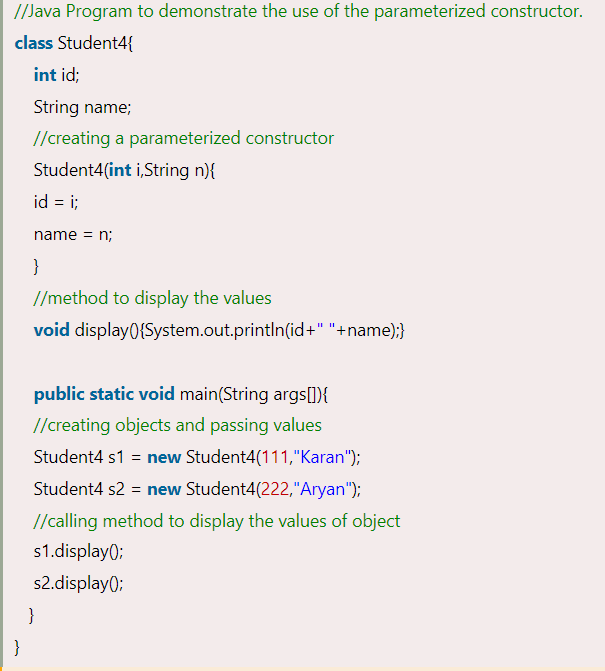 //Java Program to demonstrate the use of the parameterized constructor.
class Student4{
int id;
String name;
//creating a parameterized constructor
Student4(int i,String n){
id = i;
name = n;
}
//method to display the values
void display(){System.out.println(id+" "+name);}
public static void main(String args[]){
//creating objects and passing values
Student4 s1 = new Student4(111,"Karan");
Student4 s2 = new Student4(222,"Aryan");
//calling method to display the values of object
s1.display();
s2.display();
}
}